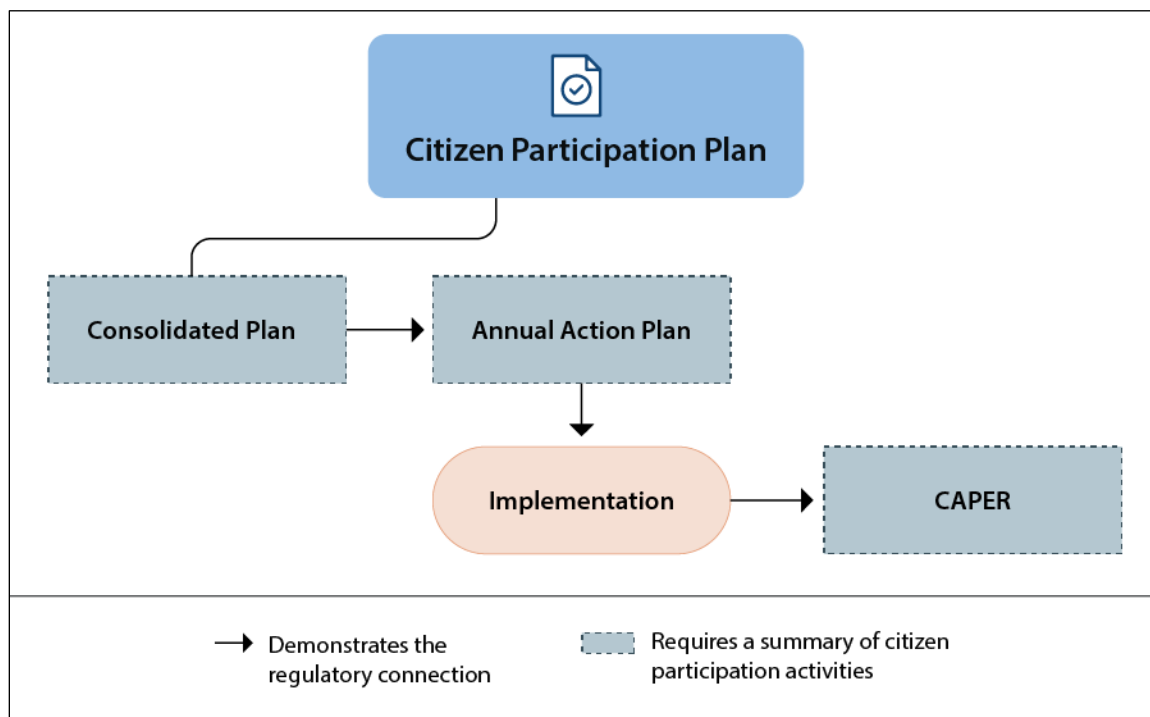 Citizen Participation Plan
Consolidated Plan
Annual Action Plan
Implementation
CAPER
Demonstrates the
regulatory connection
Requires a summary of citizen
participation activities